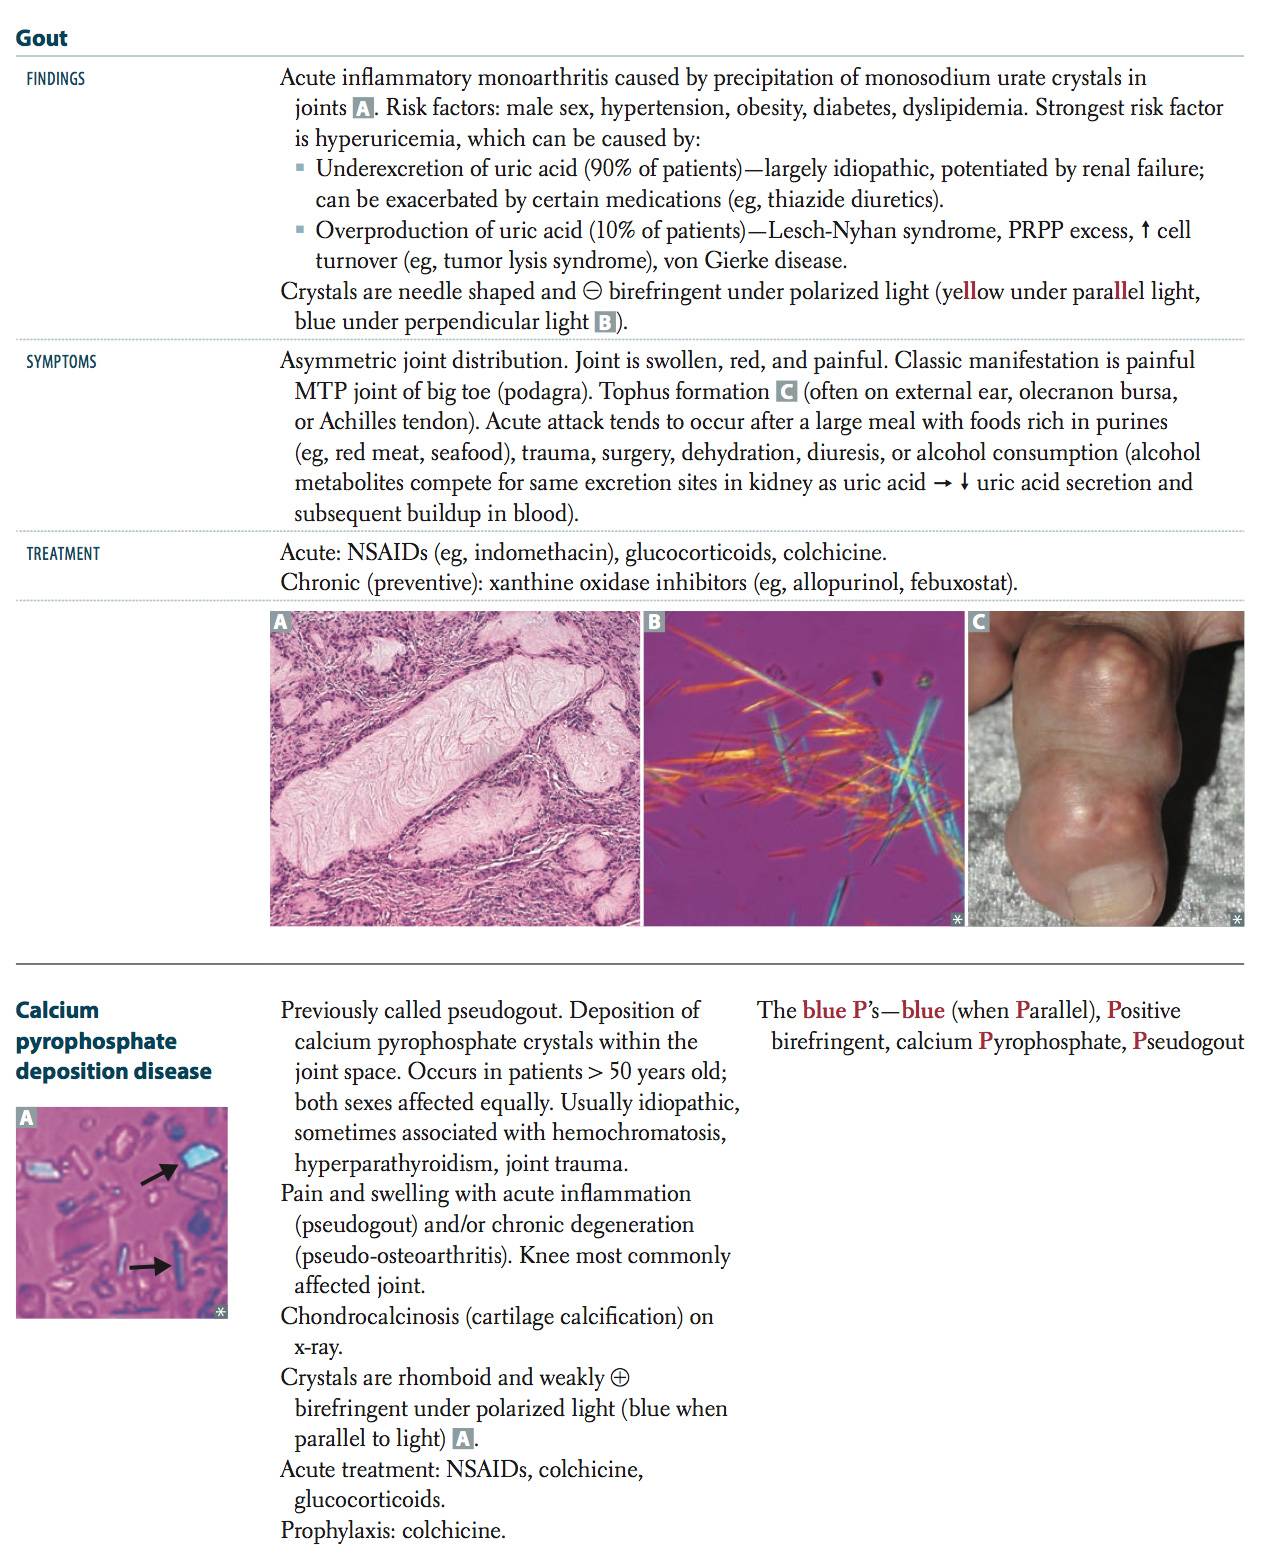 Gout
FINDINGS
Acute inflammatory monoarthritis caused by precipitation of monosodium urate crystals in
joints A. Risk factors: male sex, hypertension, obesity, diabetes, dyslipidemia. Strongest risk factor
is hyperuricemia, which can be caused by:
▪ Underexcretion of uric acid (90% of patients)—largely idiopathic, potentiated by renal failure;
can be exacerbated by certain medications (eg, thiazide diuretics).
▪ Overproduction of uric acid (10% of patients)—Lesch-Nyhan syndrome, PRPP excess, ↑ cell
turnover (eg, tumor lysis syndrome), von Gierke disease.
Crystals are needle shaped and ⊖ birefringent under polarized light (yellow under parallel light,
blue under perpendicular light B).
SYMPTOMS
Asymmetric joint distribution. Joint is swollen, red, and painful. Classic manifestation is painful
MTP joint of big toe (podagra). Tophus formation C (often on external ear, olecranon bursa,
or Achilles tendon). Acute attack tends to occur after a large meal with foods rich in purines
(eg, red meat, seafood), trauma, surgery, dehydration, diuresis, or alcohol consumption (alcohol
metabolites compete for same excretion sites in kidney as uric acid → ↓ uric acid secretion and
subsequent buildup in blood).
TREATMENT
Acute: NSAIDs (eg, indomethacin), glucocorticoids, colchicine.
Chronic (preventive): xanthine oxidase inhibitors (eg, allopurinol, febuxostat).
A
B
C
Calcium
pyrophosphate
deposition disease
A
Previously called pseudogout. Deposition of
calcium pyrophosphate crystals within the
joint space. Occurs in patients > 50 years old;
both sexes affected equally. Usually idiopathic,
sometimes associated with hemochromatosis,
hyperparathyroidism, joint trauma.
Pain and swelling with acute inflammation
(pseudogout) and/or chronic degeneration
(pseudo-osteoarthritis). Knee most commonly
affected joint.
Chondrocalcinosis (cartilage calcification) on
x-ray.
Crystals are rhomboid and weakly ⊕
birefringent under polarized light (blue when
parallel to light) A.
Acute treatment: NSAIDs, colchicine,
glucocorticoids.
Prophylaxis: colchicine.
The blue P's—blue (when Parallel), Positive
birefringent, calcium Pyrophosphate, Pseudogout